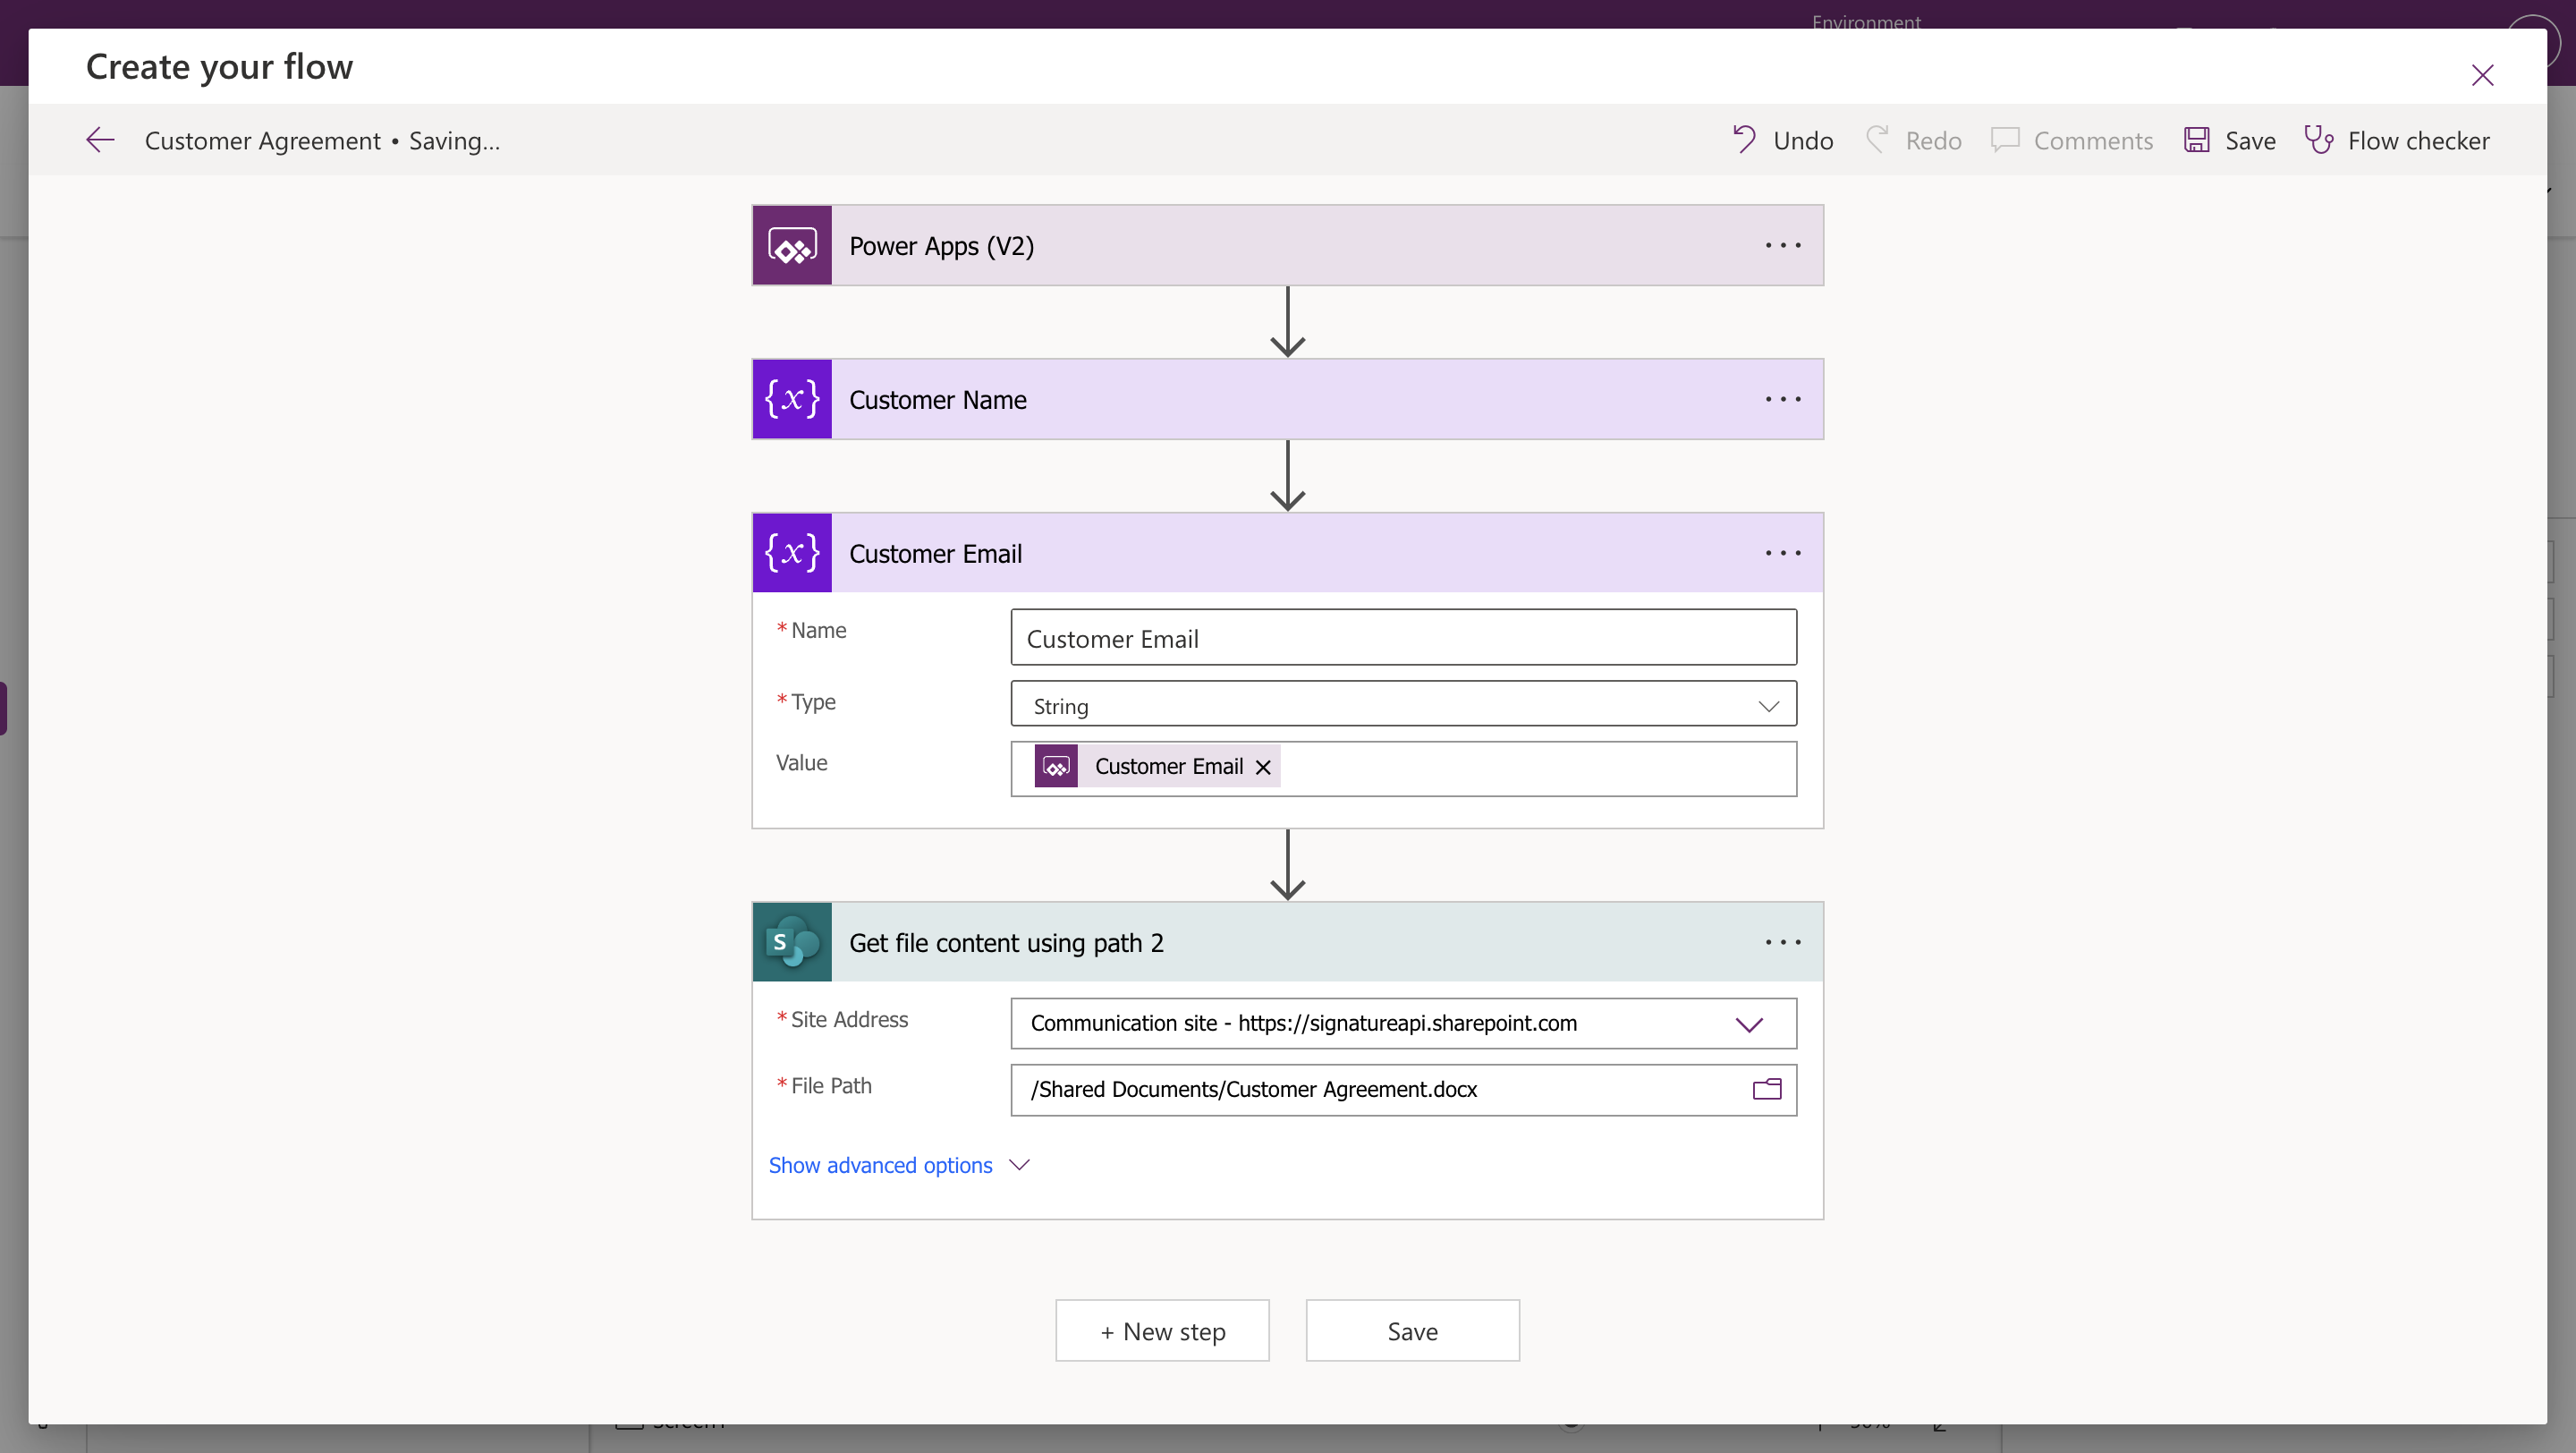 Environment
Create your flow
Customer Agreement • Saving...
Undo
Redo
Comments
Save
Flow checker
Power Apps (V2)
{x} Customer Name
{x} Customer Email
* Name
Customer Email
* Type
String
Value
Customer Email
S
Get file content using path 2
* Site Address
Communication site - https://signatureapi.sharepoint.com
* File Path
/Shared Documents/Customer Agreement.docx
Show advanced options
+ New step
Save